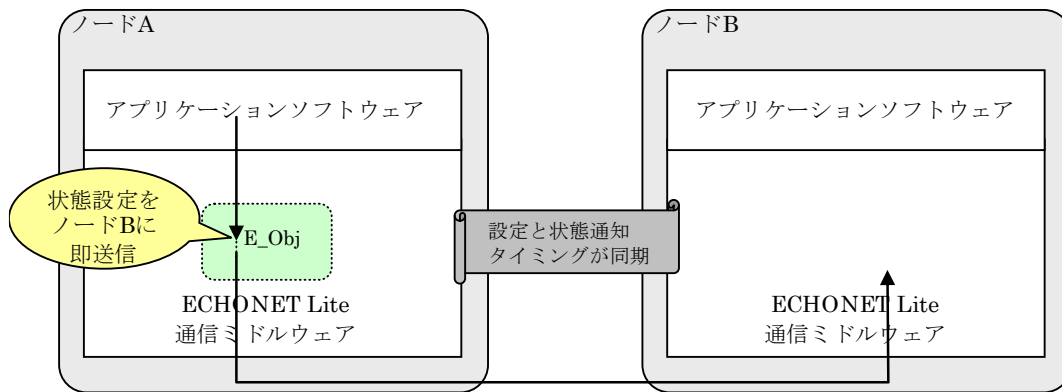 ノードA
アプリケーションソフトウェア
状態設定を
ノードBに
即送信
E_Obj
ECHONET Lite
通信ミドルウェア
設定と状態通知
タイミングが同期
ノードB
アプリケーションソフトウェア
ECHONET Lite
通信ミドルウェア